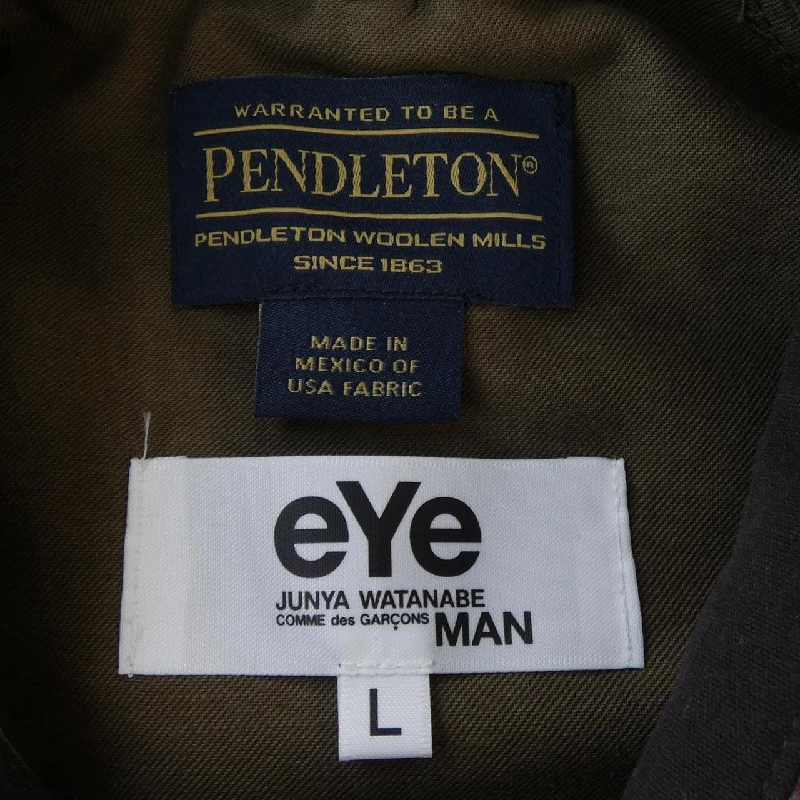 WARRANTED TO BE A
PENDLETON®
PENDLETON WOOLEN MILLS
SINCE 1863
MADE IN
MEXICO OF
USA FABRIC
eYe
JUNYA WATANABE
COMME des GARÇONS MAN
L